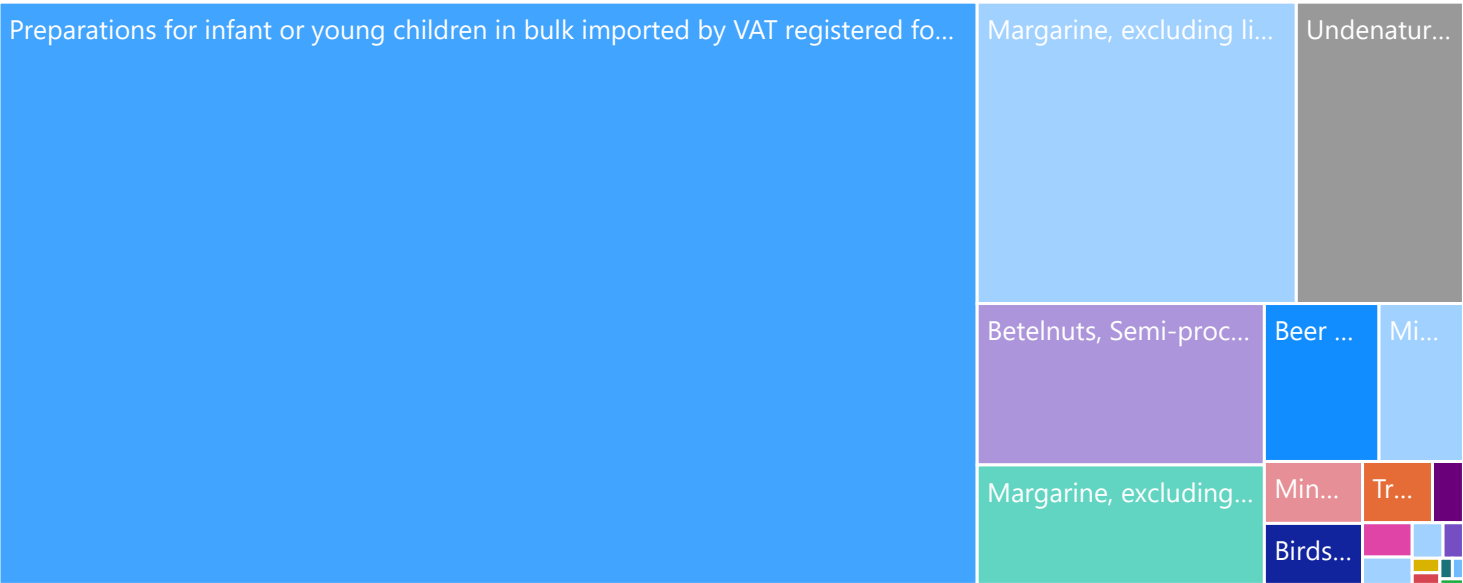 Preparations for infant or young children in bulk imported by VAT registered fo...
Margarine, excluding li...
Undenatur...
Betelnuts, Semi-proc...
Beer ...
Mi...
Margarine, excluding...
Min...
Tr...
Birds...